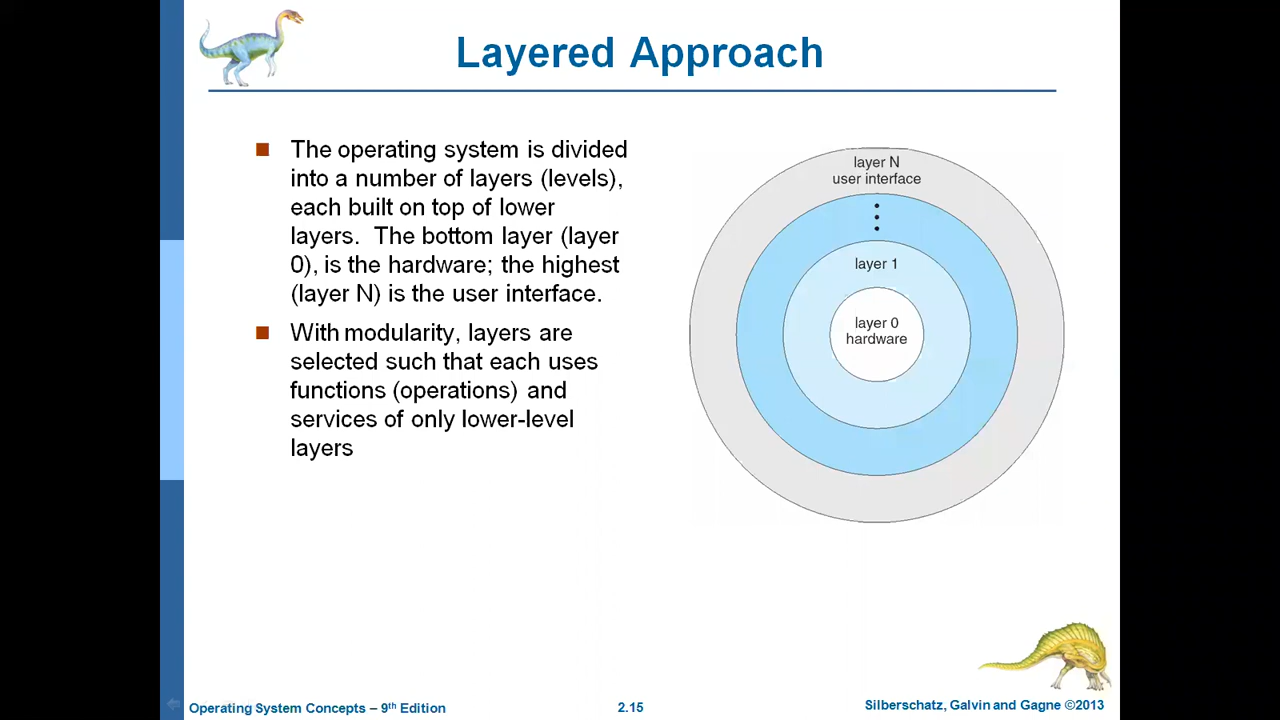 Layered Approach
The operating system is divided
into a number of layers (levels),
each built on top of lower
layers. The bottom layer (layer
0), is the hardware; the highest
(layer N) is the user interface.
With modularity, layers are
selected such that each uses
functions (operations) and
services of only lower-level
layers
layer N
user interface
layer 1
layer 0
hardware
Operating System Concepts – 9th Edition
2.15
Silberschatz, Galvin and Gagne ©2013